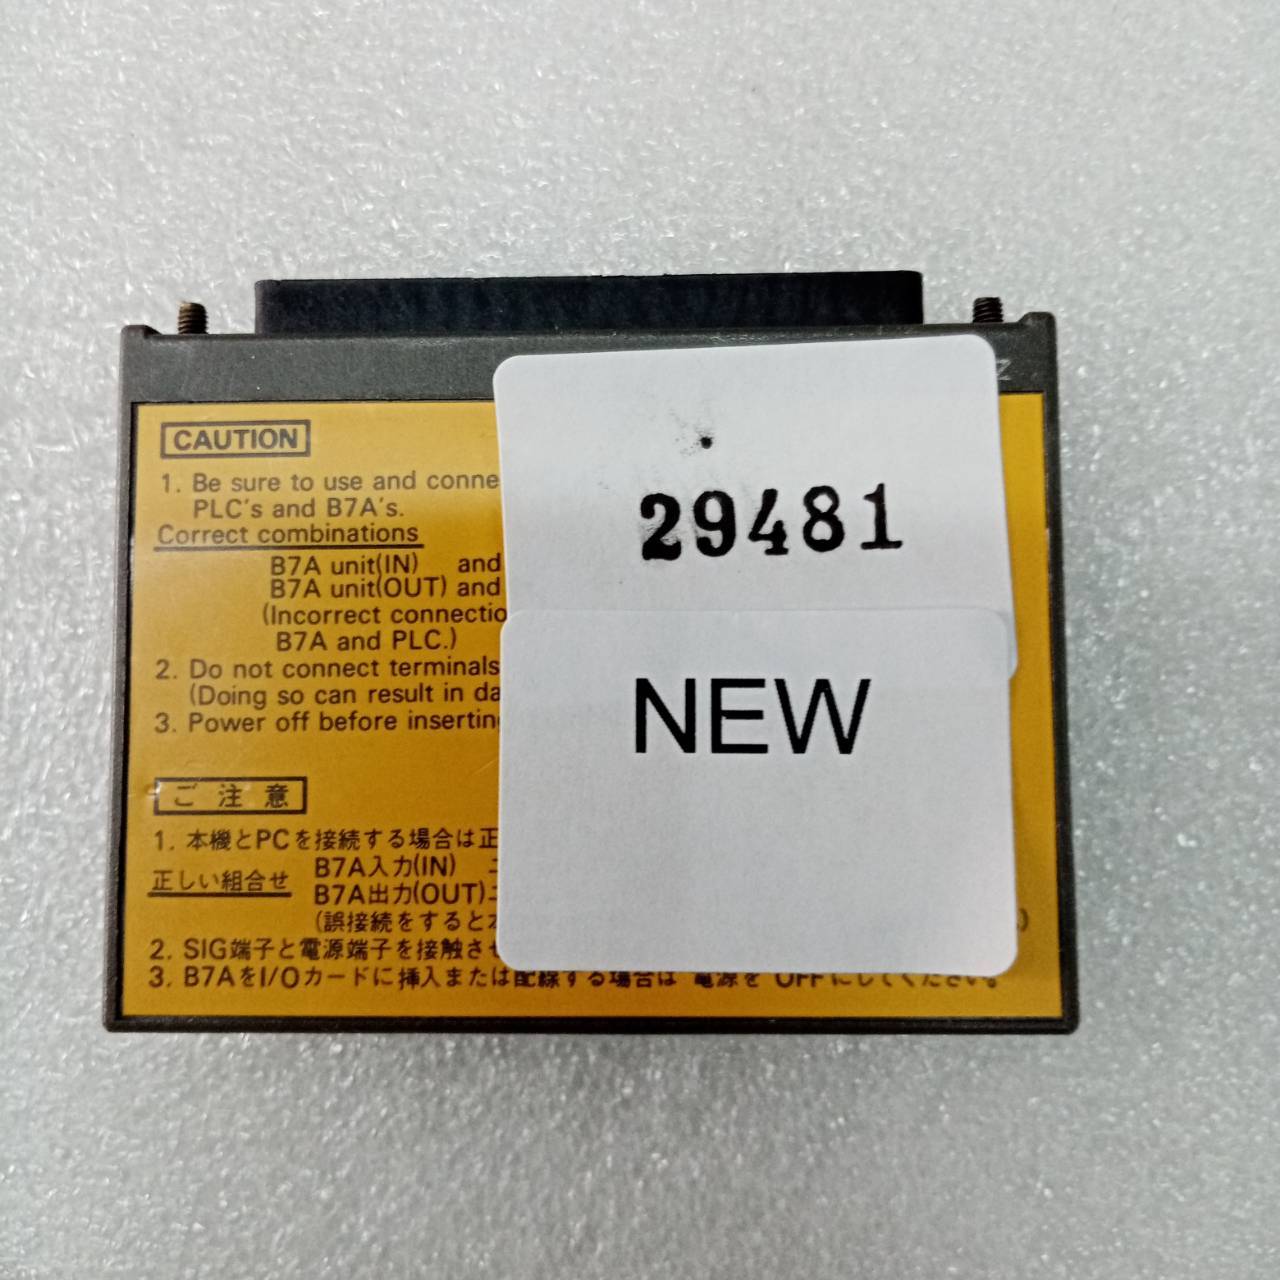 Z
CAUTION
1. Be sure to use and conne
PLC's and B7A's.
Correct combinations
B7A unit(IN) and
B7A unit(OUT) and
(Incorrect connectio
B7A and PLC.)
2. Do not connect terminals
(Doing so can result in da
3. Power off before insertin
29481
NEW
ご注意
1. 本機とPCを接続する場合は正
正しい組合せ B7A入力(IN)
B7A出力(OUT)
(誤接続をすると
2. SIG端子と電源端子を接触させ
3. B7AをI/Oカードに挿入または配線する場合は 電源を OFFにしてください。